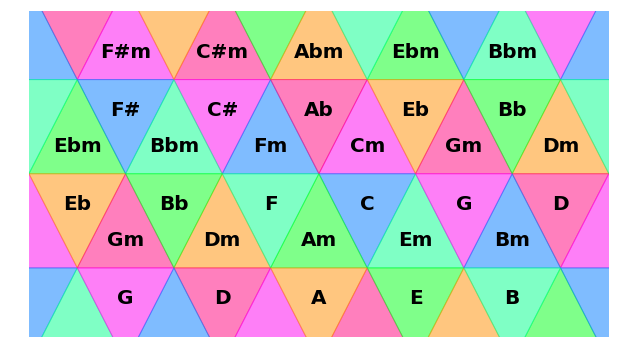 F#m C#m Abm Ebm Bbm
F# C# Ab Eb Bb
Ebm Bbm Fm Cm Gm Dm
Eb Bb F C G D
Gm Dm Am Em Bm
G D A E B